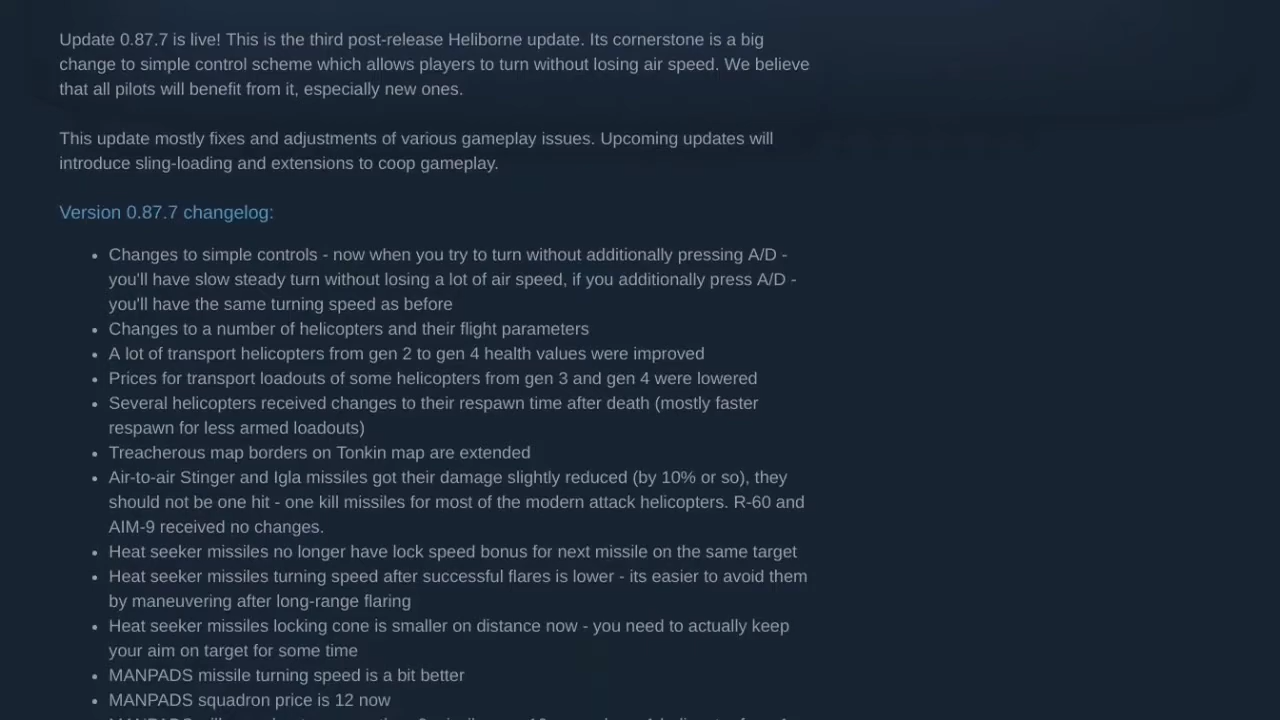 Update 0.87.7 is live! This is the third post-release Heliborne update. Its cornerstone is a big
change to simple control scheme which allows players to turn without losing air speed. We believe
that all pilots will benefit from it, especially new ones.
This update mostly fixes and adjustments of various gameplay issues. Upcoming updates will
introduce sling-loading and extensions to coop gameplay.
Version 0.87.7 changelog:
• Changes to simple controls - now when you try to turn without additionally pressing A/D -
you'll have slow steady turn without losing a lot of air speed, if you additionally press A/D -
you'll have the same turning speed as before
• Changes to a number of helicopters and their flight parameters
• A lot of transport helicopters from gen 2 to gen 4 health values were improved
• Prices for transport loadouts of some helicopters from gen 3 and gen 4 were lowered
• Several helicopters received changes to their respawn time after death (mostly faster
respawn for less armed loadouts)
• Treacherous map borders on Tonkin map are extended
• Air-to-air Stinger and Igla missiles got their damage slightly reduced (by 10% or so), they
should not be one hit - one kill missiles for most of the modern attack helicopters. R-60 and
AIM-9 received no changes.
• Heat seeker missiles no longer have lock speed bonus for next missile on the same target
• Heat seeker missiles turning speed after successful flares is lower - its easier to avoid them
by maneuvering after long-range flaring
• Heat seeker missiles locking cone is smaller on distance now - you need to actually keep
your aim on target for some time
• MANPADS missile turning speed is a bit better
• MANPADS squadron price is 12 now